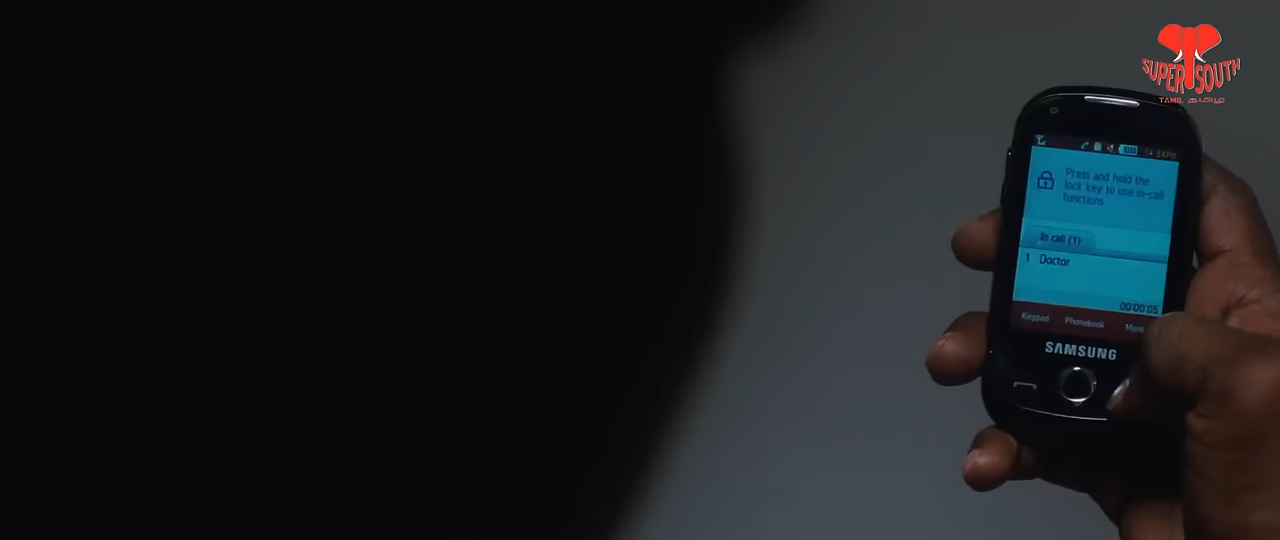 SUPER SOUTH
TAMIL
Press and hold the
lock key to use in-call
functions
In call (1)
1 Doctor
00:00:05
Keypad Phonebook More
SAMSUNG